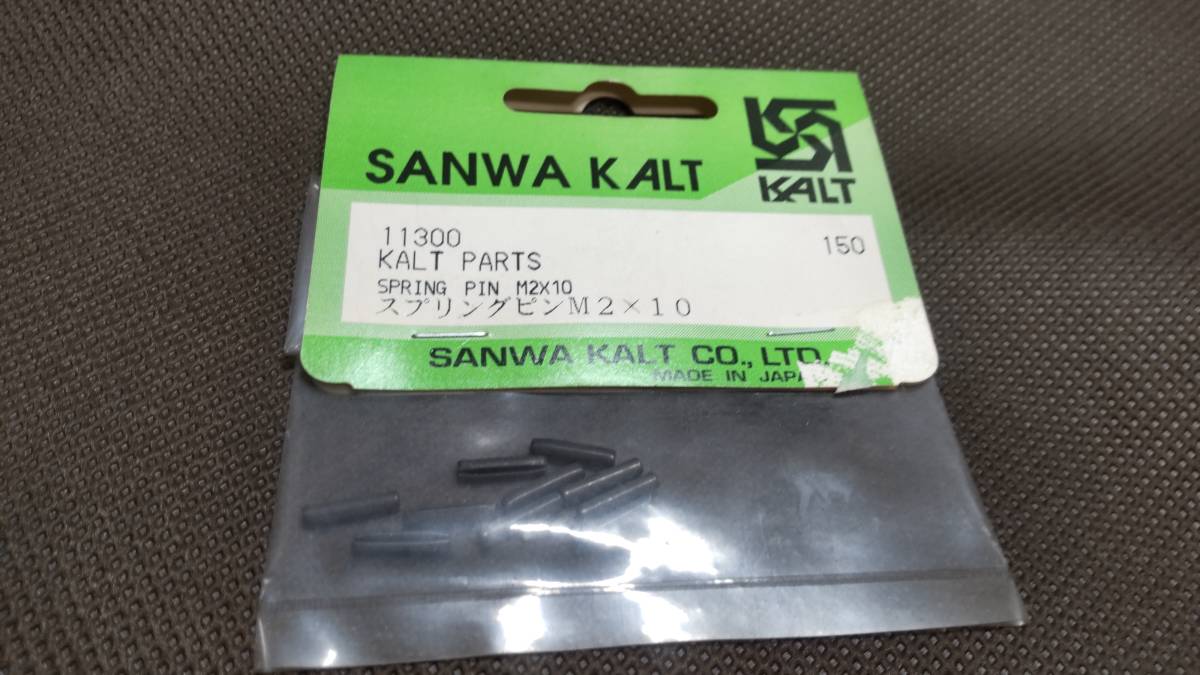 SANWA KALT
KALT
11300
150
KALT PARTS
SPRING PIN M2X10
スプリングピンM2×10
SANWA KALT CO., LTD.
MADE IN